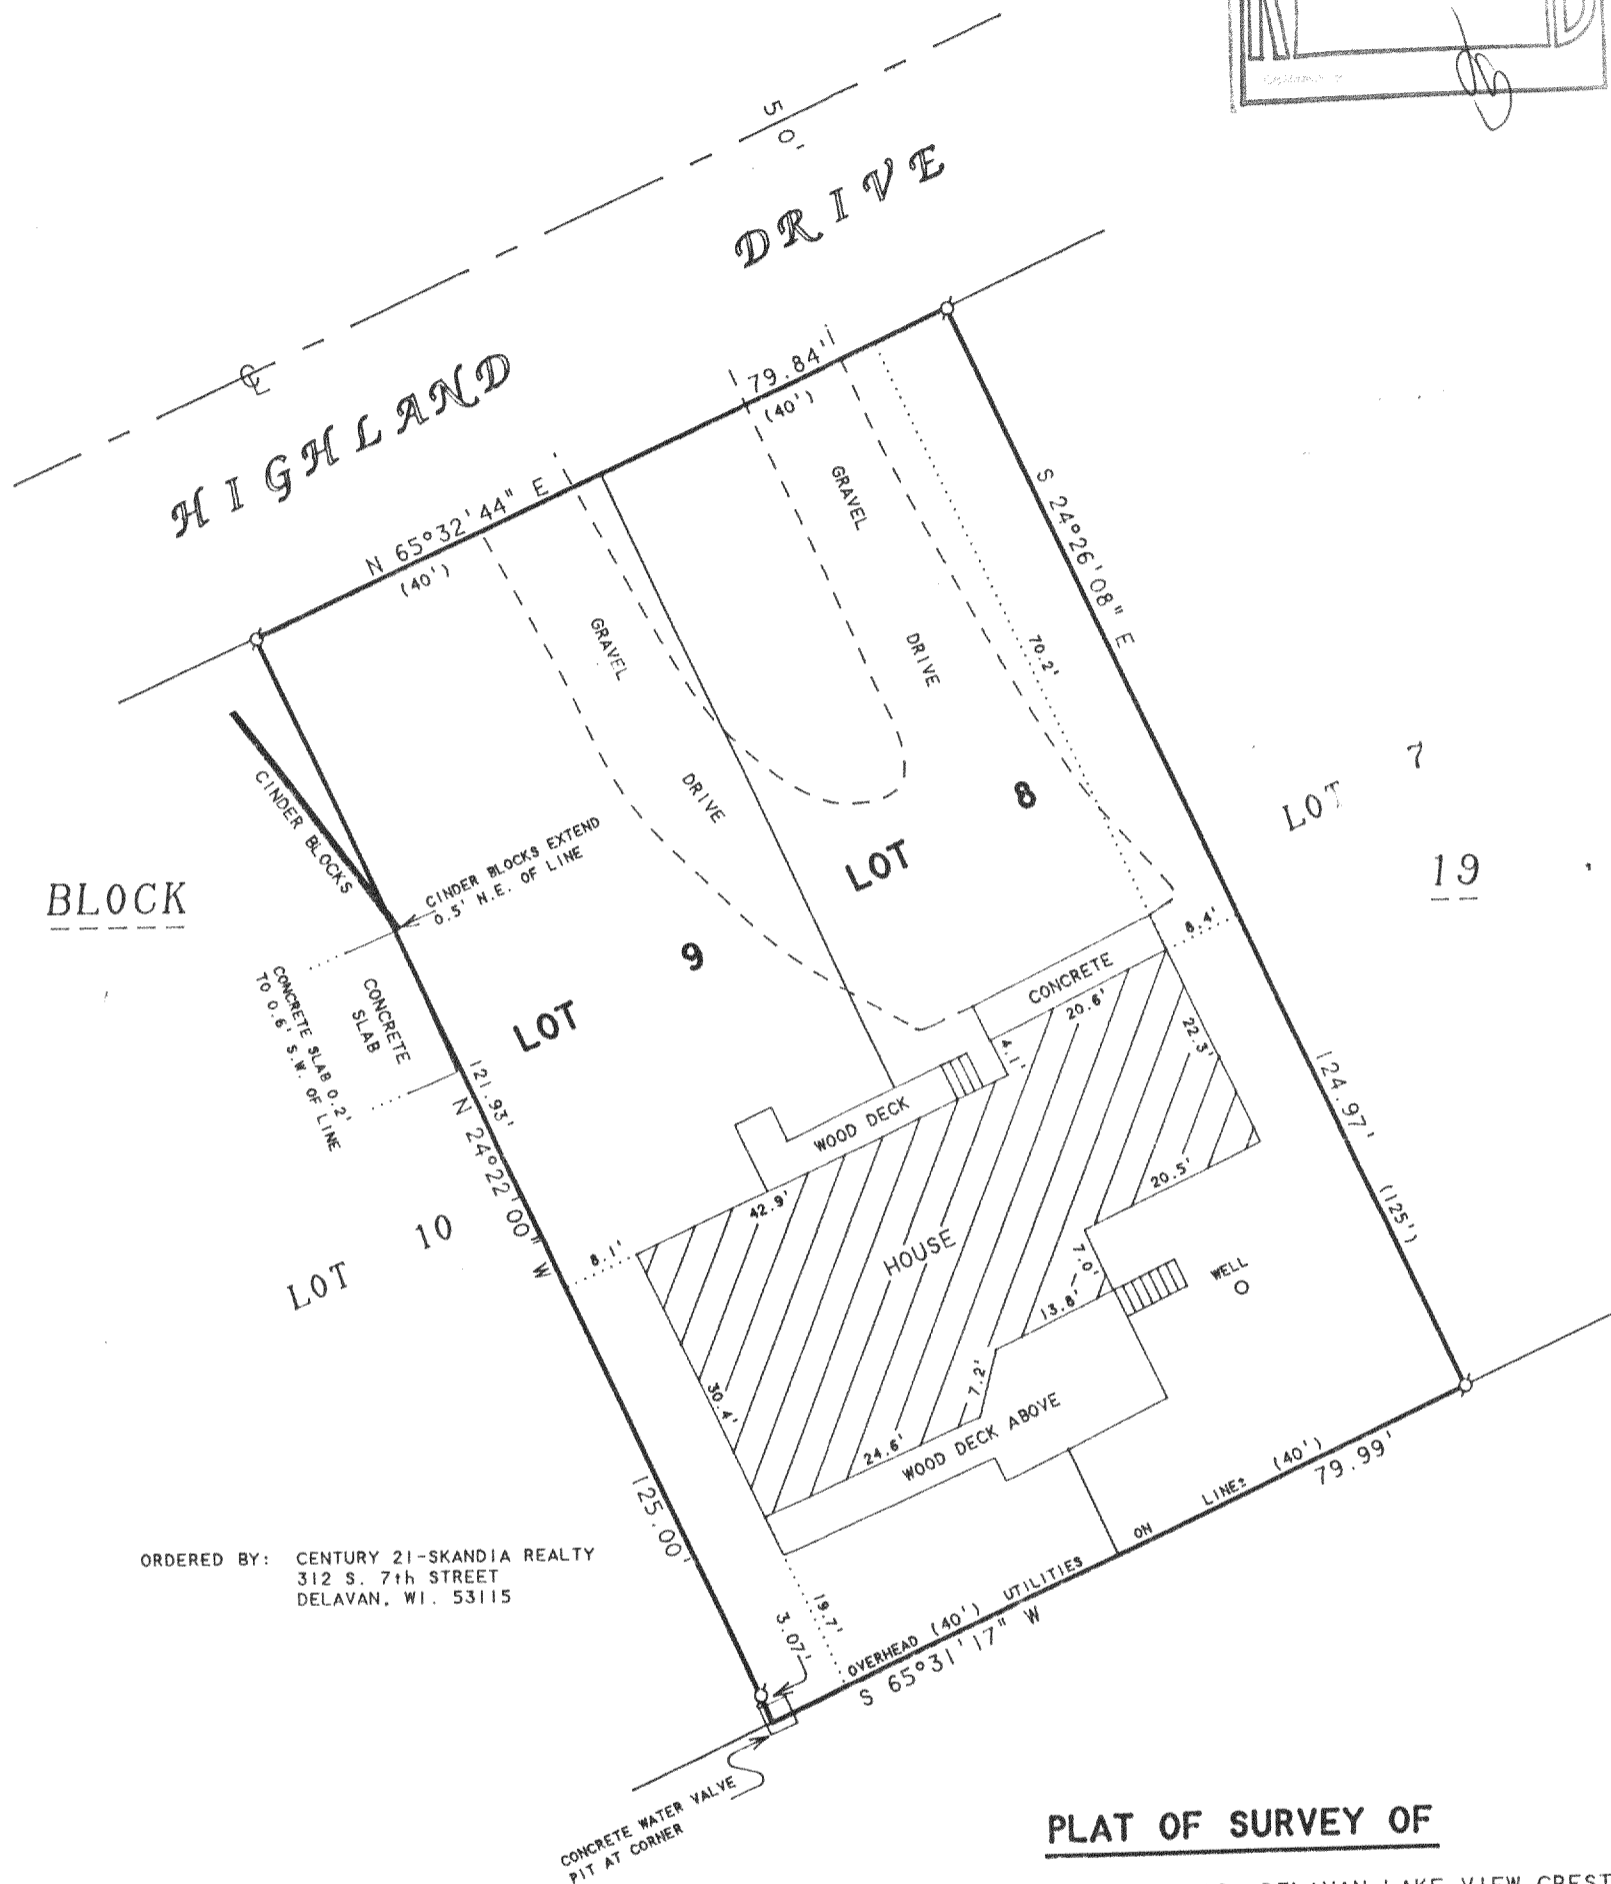 50'
HIGHLAND DRIVE
79.84'
(40')
N 65°32'44" E
(40')
GRAVEL
DRIVE
GRAVEL
DRIVE
S 24°26'08" E
70.2'
LOT 7
19
BLOCK
CINDER BLOCKS
CINDER BLOCKS EXTEND
0.5' N.E. OF LINE
LOT 8
LOT 9
8.4'
CONCRETE
SLAB
CONCRETE SLAB 0.2'
TO 0.6' S.W. OF LINE
CONCRETE
20.6'
4.1'
22.3'
121.93'
N 24°22'00" W
WOOD DECK
124.97'
(125')
42.9'
20.5'
8.1'
HOUSE
7.0'
13.8'
WELL
LOT 10
30.4'
7.2'
24.6'
WOOD DECK ABOVE
125.00'
19.7'
3.07'
OVERHEAD (40') UTILITIES ON LINE± (40')
79.99'
S 65°31'17" W
ORDERED BY: CENTURY 21-SKANDIA REALTY
312 S. 7th STREET
DELAVAN, WI. 53115
CONCRETE WATER VALVE
PIT AT CORNER
PLAT OF SURVEY OF
DELAVAN LAKE VIEW CREST